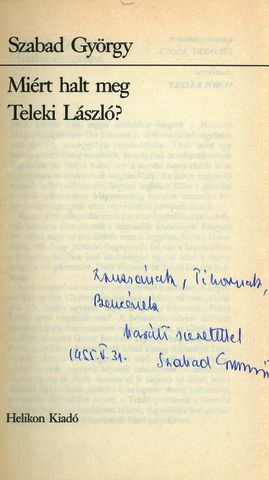 Szabad György
Miért halt meg
Teleki László?
Zsuzsának, Tibornak,
Bencének
baráti szeretettel
1985. V. 31. Szabad György
Helikon Kiadó